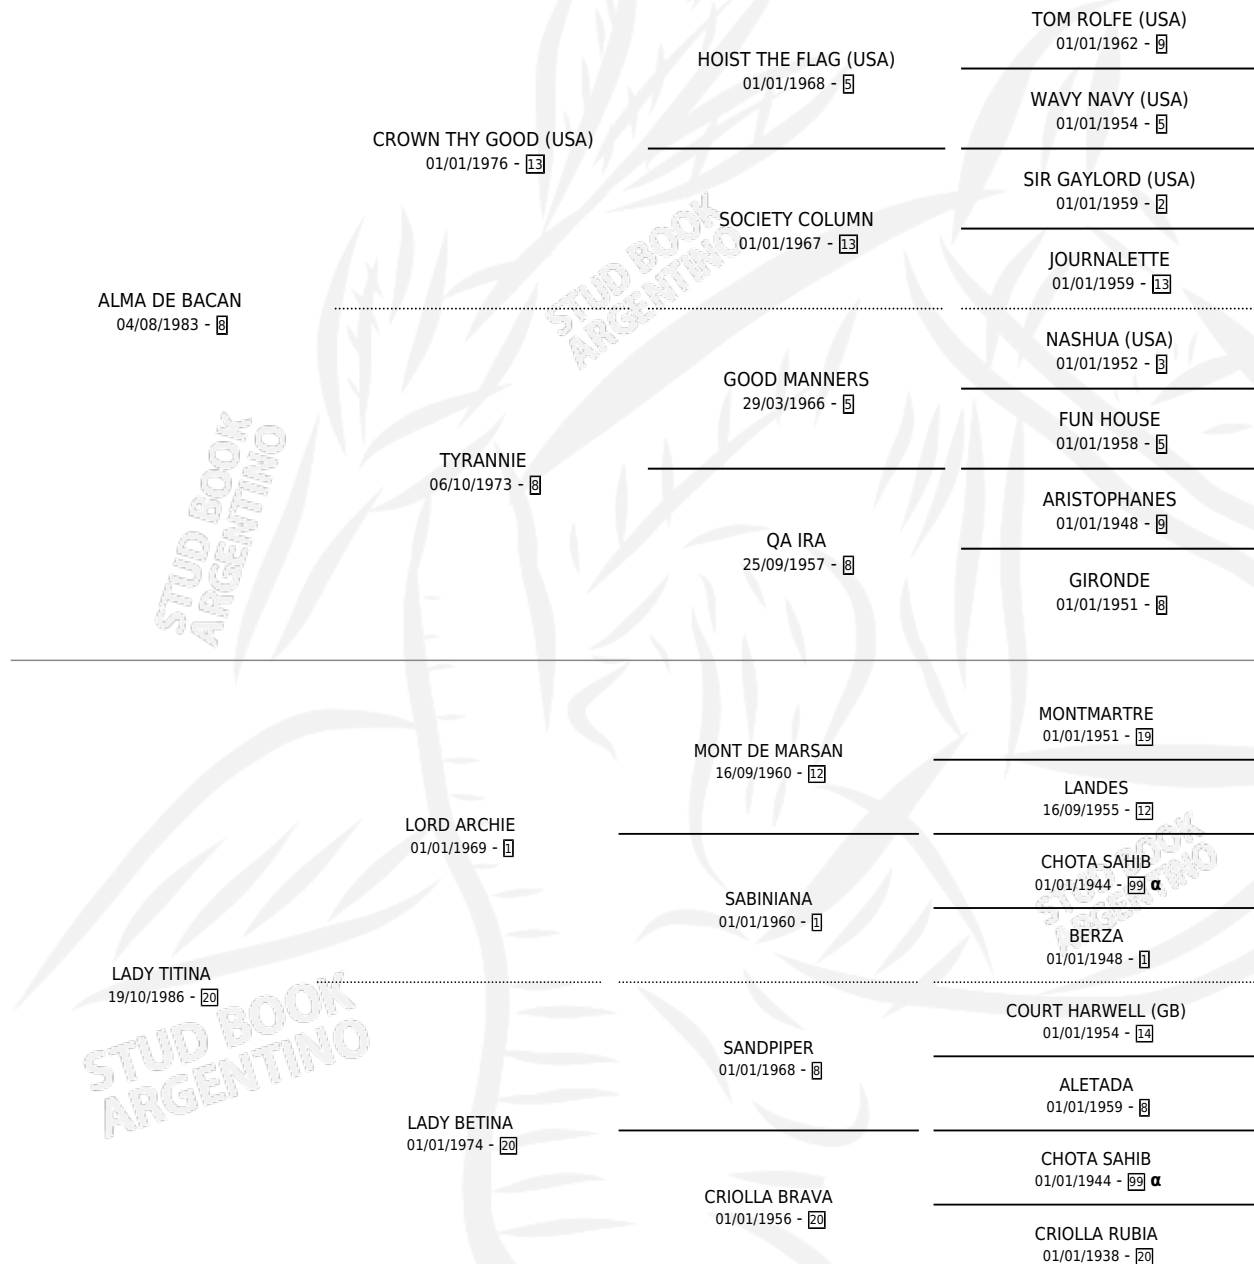 TOM ROLFE (USA)
01/01/1962 - 9
HOIST THE FLAG (USA)
01/01/1968 - 5
WAVY NAVY (USA)
01/01/1954 - 5
CROWN THY GOOD (USA)
01/01/1976 - 13
SIR GAYLORD (USA)
01/01/1959 - 2
SOCIETY COLUMN
01/01/1967 - 13
JOURNALETTE
01/01/1959 - 13
ALMA DE BACAN
04/08/1983 - 8
NASHUA (USA)
01/01/1952 - 3
GOOD MANNERS
29/03/1966 - 5
FUN HOUSE
01/01/1958 - 5
TYRANNIE
06/10/1973 - 8
ARISTOPHANES
01/01/1948 - 9
QA IRA
25/09/1957 - 8
GIRONDE
01/01/1951 - 8
MONTMARTRE
01/01/1951 - 19
MONT DE MARSAN
16/09/1960 - 12
LANDES
16/09/1955 - 12
LORD ARCHIE
01/01/1969 - 1
CHOTA SAHIB
01/01/1944 - 99 α
SABINIANA
01/01/1960 - 1
BERZA
01/01/1948 - 1
LADY TITINA
19/10/1986 - 20
COURT HARWELL (GB)
01/01/1954 - 14
SANDPIPER
01/01/1968 - 8
ALETADA
01/01/1959 - 8
LADY BETINA
01/01/1974 - 20
CHOTA SAHIB
01/01/1944 - 99 α
CRIOLLA BRAVA
01/01/1956 - 20
CRIOLLA RUBIA
01/01/1938 - 20
STUD BOOK
ARGENTINO
STUD BOOK
ARGENTINO
STUD BOOK
ARGENTINO
STUD BOOK
ARGENTINO